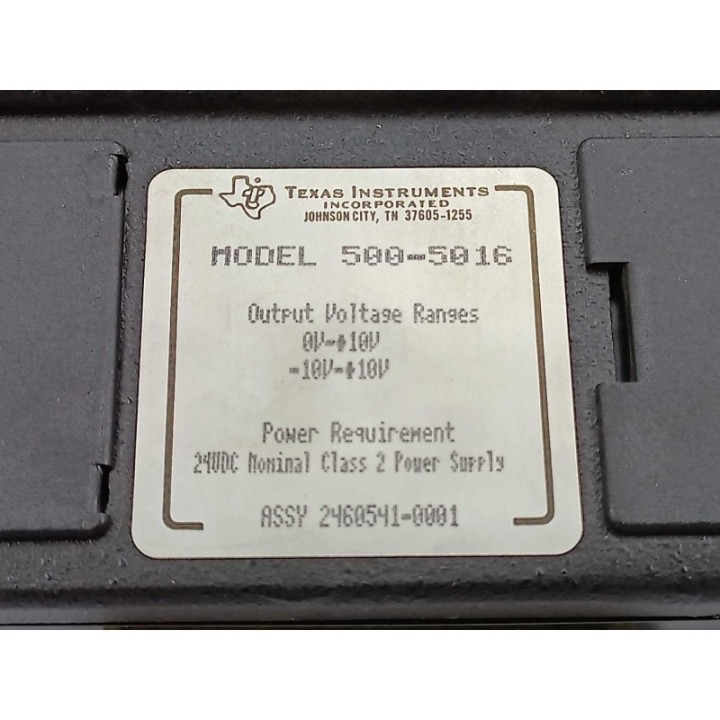 TEXAS INSTRUMENTS
INCORPORATED
JOHNSON CITY, TN 37605-1255
MODEL 500-5016
Output Voltage Ranges
0V-+10V
-10V-+10V
Power Requirement
24VDC Nominal Class 2 Power Supply
ASSY 2460541-0001